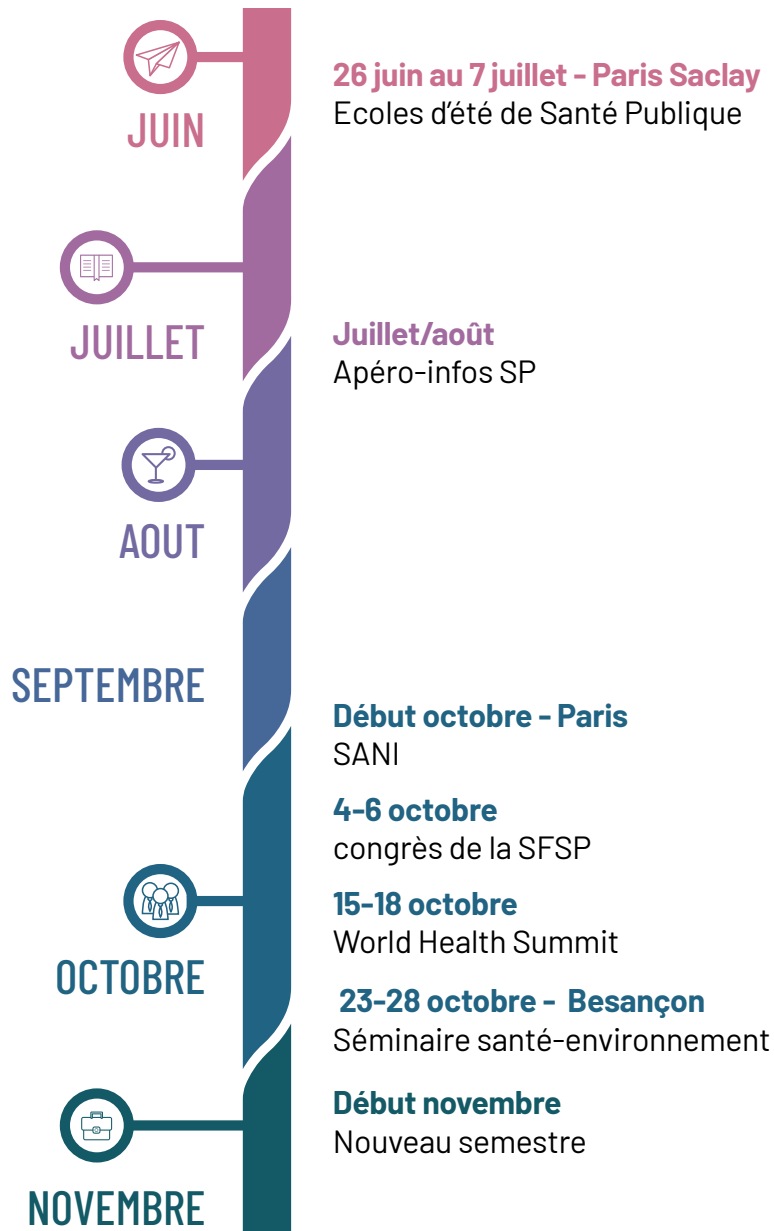 JUIN
26 juin au 7 juillet - Paris Saclay
Ecoles d'été de Santé Publique
JUILLET
Juillet/août
Apéro-infos SP
AOUT
SEPTEMBRE
Début octobre - Paris
SANI
4-6 octobre
congrès de la SFSP
15-18 octobre
World Health Summit
OCTOBRE
23-28 octobre - Besançon
Séminaire santé-environnement
Début novembre
Nouveau semestre
NOVEMBRE